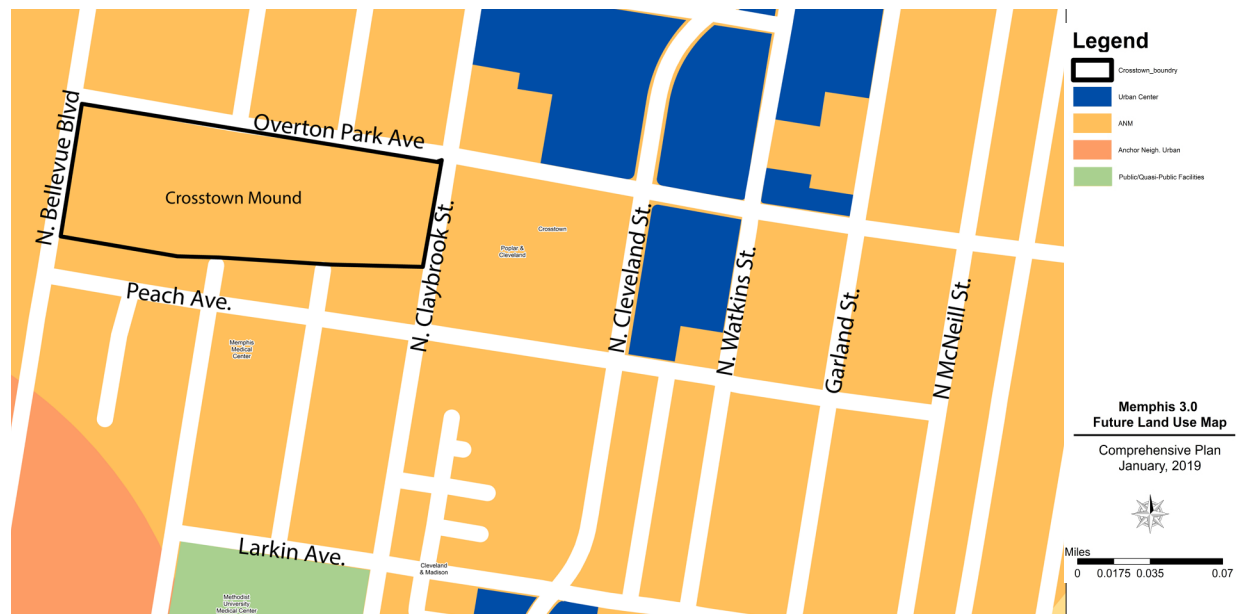 Overton Park Ave
N. Bellevue Blvd
Crosstown Mound
N. Claybrook St.
Crosstown
Poplar &
Cleveland
N. Cleveland St.
N. Watkins St.
Garland St.
N McNeill St.
Peach Ave.
Memphis
Medical
Center
Larkin Ave.
Cleveland
& Madison
Methodist
University
Medical Center
Legend
Crosstown_boundry
Urban Center
ANM
Anchor Neigh. Urban
Public/Quasi-Public Facilities
Memphis 3.0
Future Land Use Map
Comprehensive Plan
January, 2019
Miles
0 0.0175 0.035 0.07